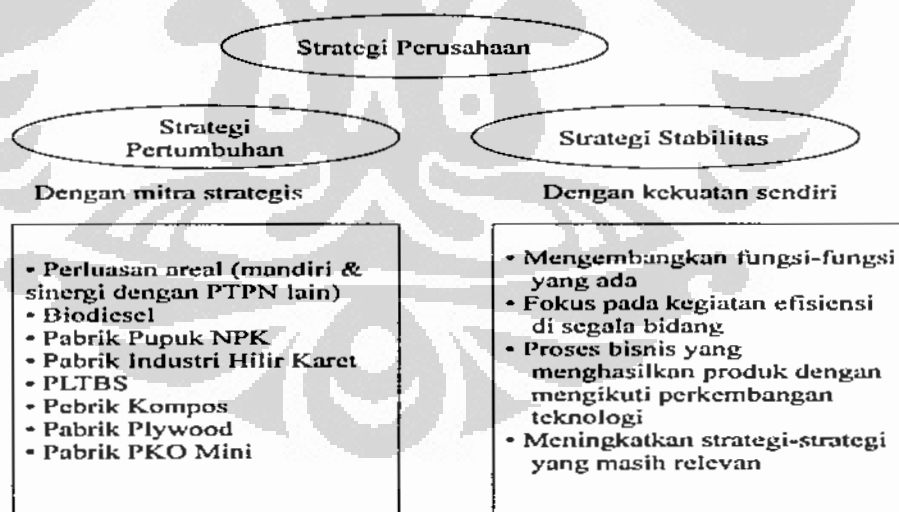 Strategi Perusahaan
Strategi
Pertumbuhan
Dengan mitra strategis
• Perluasan areal (mandiri &
sinergi dengan PTPN lain)
• Biodiesel
• Pabrik Pupuk NPK
• Pabrik Industri Hilir Karet
• PLTBS
• Pebrik Kompos
• Pabrik Plywood
• Pabrik PKO Mini
Strategi Stabilitas
Dengan kekuatan sendiri
• Mengembangkan fungsi-fungsi
yang ada
• Fokus pada kegiatan efisiensi
di segala bidang
• Proses bisnis yang
menghasilkan produk dengan
mengikuti perkembangan
teknologi
• Meningkatkan strategi-strategi
yang masih relevan